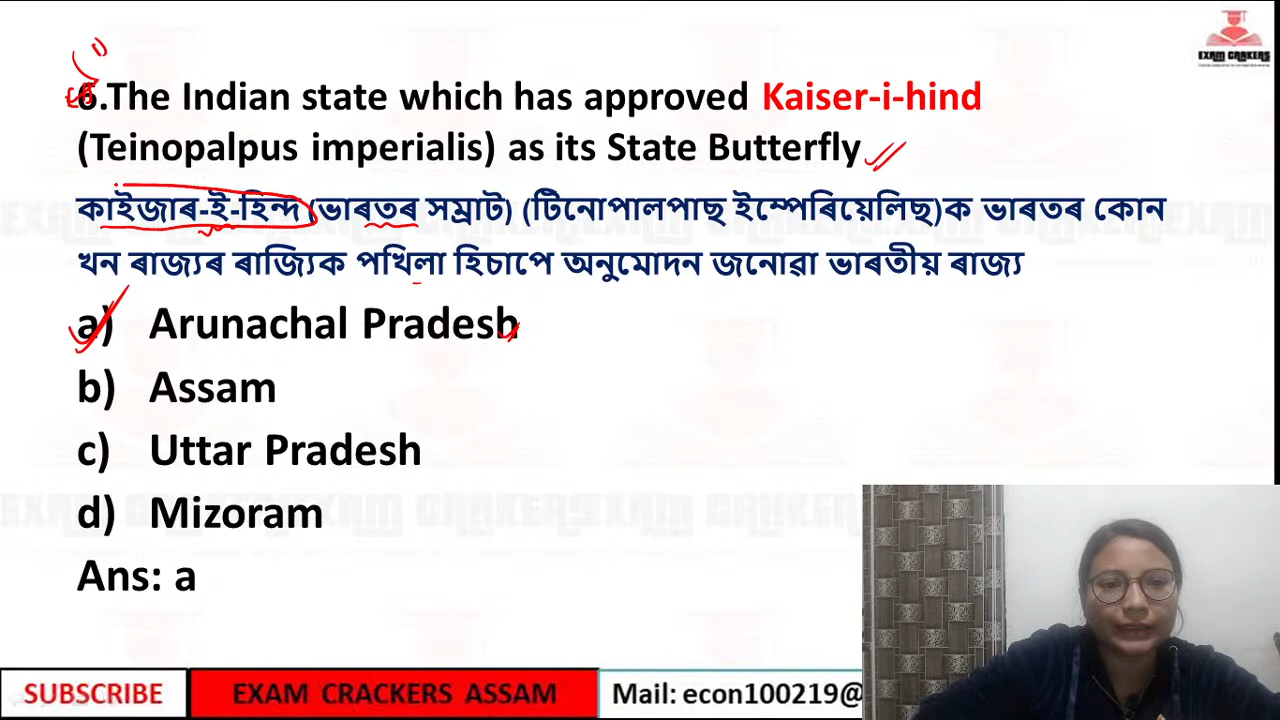 EXAM CRAKERS
6.The Indian state which has approved Kaiser-i-hind
(Teinopalpus imperialis) as its State Butterfly
কাইজাৰ-ই-হিন্দ (ভাৰতৰ সম্ৰাট) (টিনোপালপাছ ইম্পেৰিয়েলিছ)ক ভাৰতৰ কোন
খন ৰাজ্যৰ ৰাজ্যিক পখিলা হিচাপে অনুমোদন জনোৱা ভাৰতীয় ৰাজ্য
a) Arunachal Pradesh
b) Assam
c) Uttar Pradesh
d) Mizoram
Ans: a
SUBSCRIBE EXAM CRACKERS ASSAM Mail: econ100219@